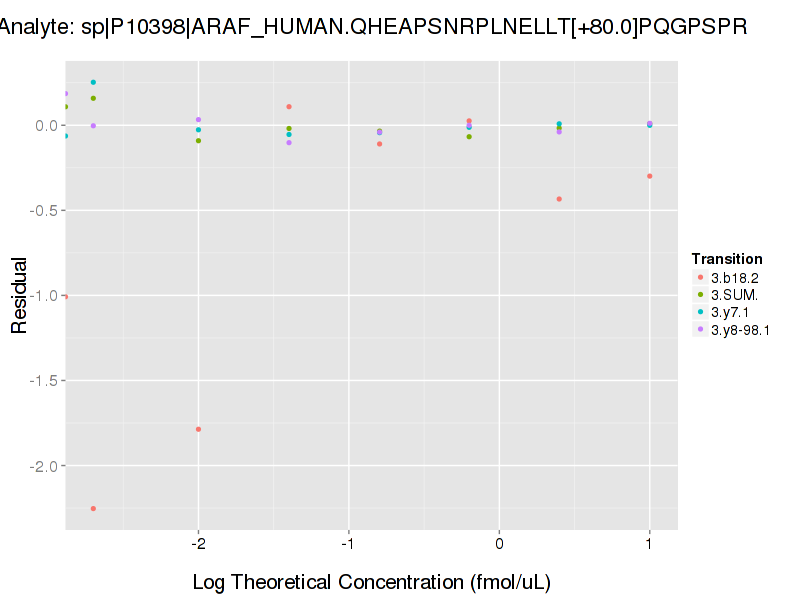 Analyte: sp|P10398|ARAF_HUMAN.QHEAPSNRPLNELLT[+80.0]PQGPSPR
0.0
-0.5
-1.0
-1.5
-2.0
Residual
-2
-1
0
1
Log Theoretical Concentration (fmol/uL)
Transition
3.b18.2
3.SUM.
3.y7.1
3.y8-98.1